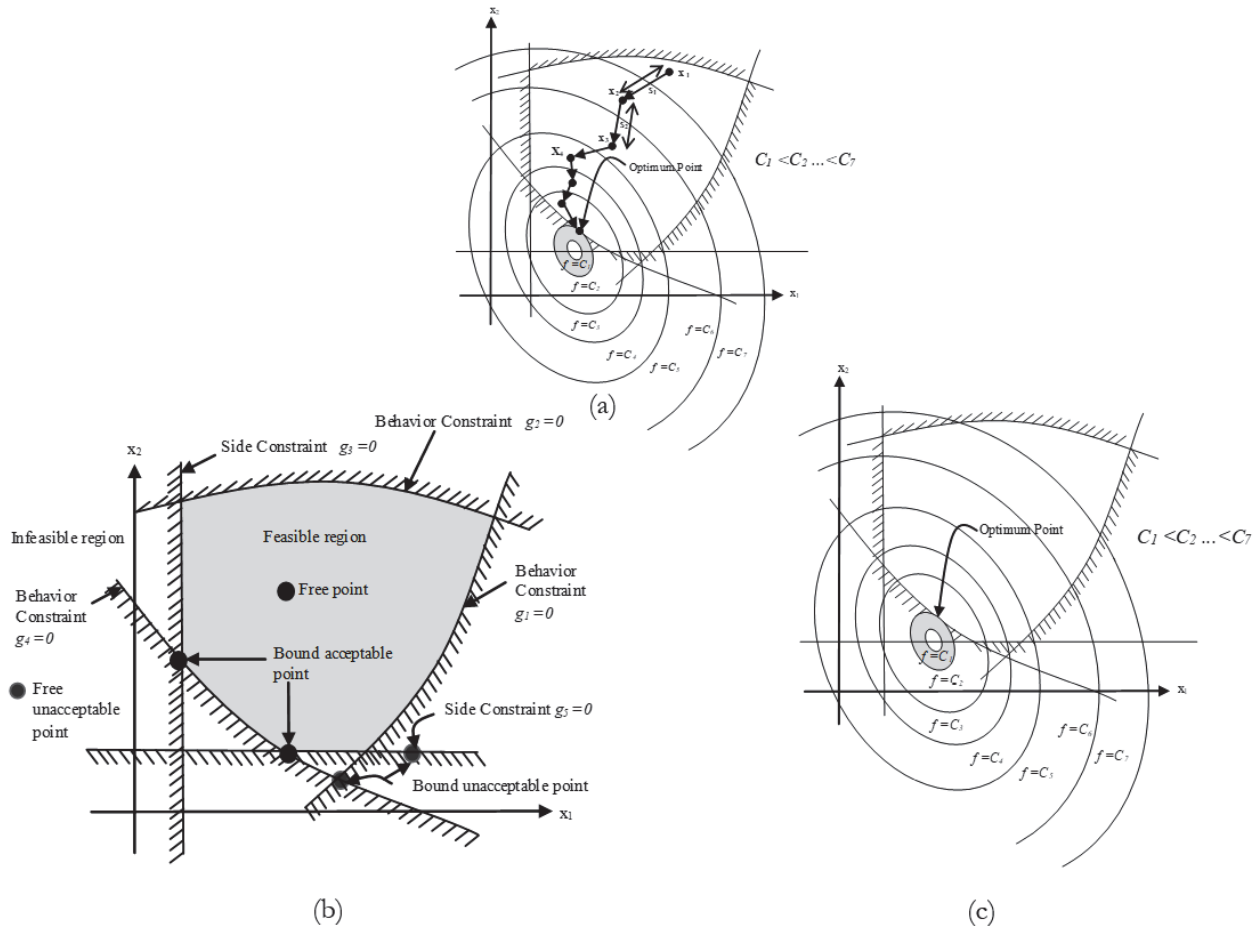 x₂
x₁
x₂
s₁
s₂
x₃
X₄
Optimum Point
C₁ <C₂ ...<C₇
f=C₁
f=C₂
f=C₃
f=C₄
f=C₅
f=C₆
f=C₇
x₁
(a)
Behavior Constraint g₂=0
Side Constraint g₃=0
x₂
Infeasible region
Feasible region
Free point
Behavior
Constraint
g₄=0
Behavior
Constraint
g₁=0
Bound acceptable
point
Free
unacceptable
point
Side Constraint g₅=0
Bound unacceptable point
x₁
(b)
x₂
Optimum Point
C₁ <C₂ ...<C₇
f=C₁
f=C₂
f=C₃
f=C₄
f=C₅
f=C₆
f=C₇
x₁
(c)